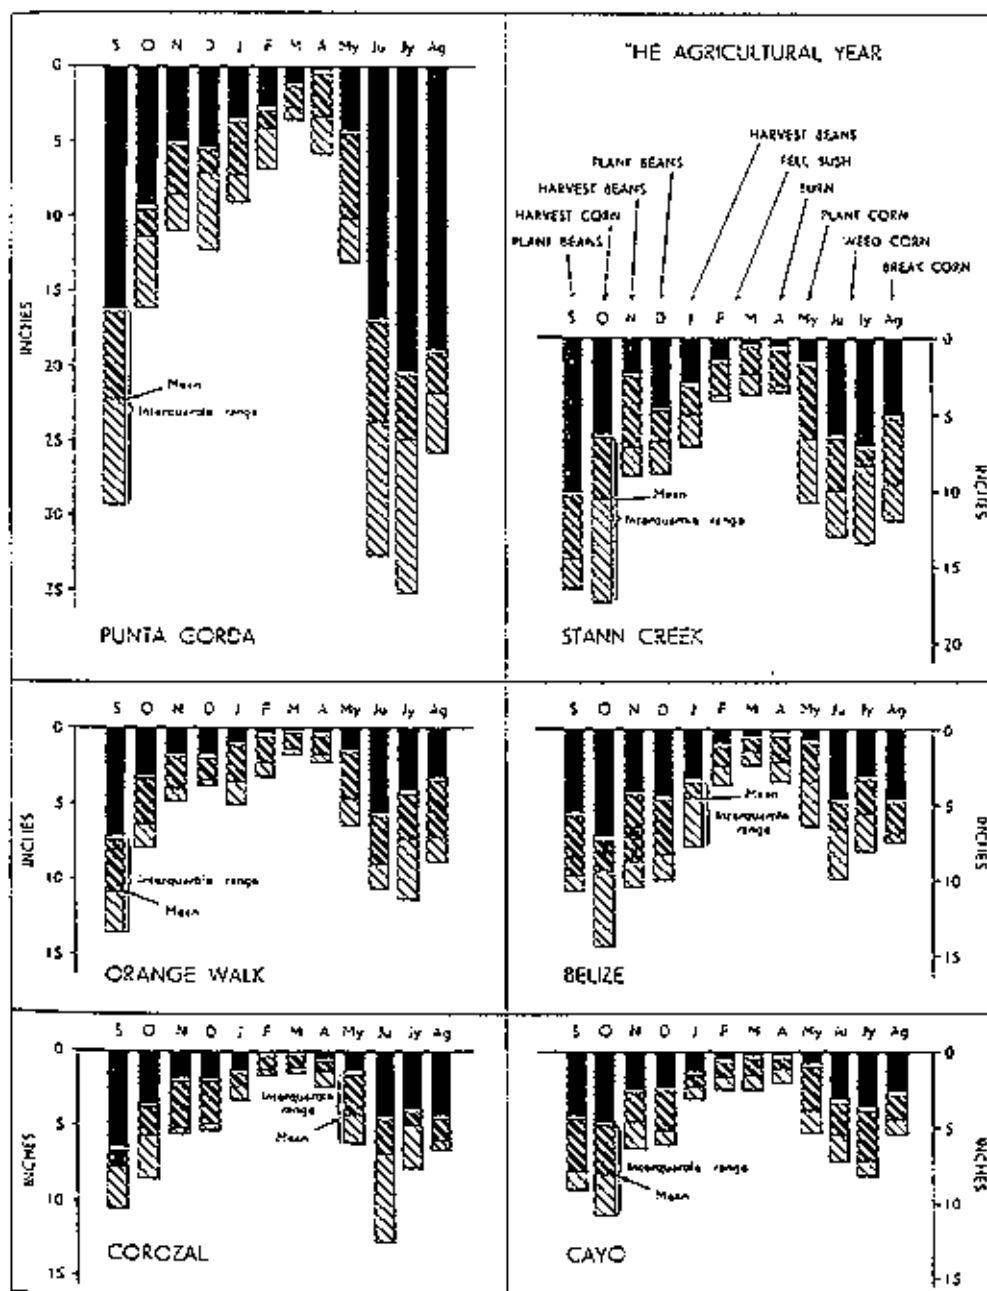 S O N D J F M A My Ju Jy Ag
0
5
10
15
20
25
30
35
INCHES
Mean
Interquartile range
PUNTA GORDA
HE AGRICULTURAL YEAR
HARVEST BEANS
PLANT BEANS
FELL BUSH
HARVEST BEANS
BURN
HARVEST CORN
PLANT CORN
PLANT BEANS
WEED CORN
BREAK CORN
S O N D J F M A My Ju Jy Ag
0
5
10
15
20
INCHES
Mean
Interquartile range
STANN CREEK
S O N D J F M A My Ju Jy Ag
0
5
10
15
INCHES
Interquartile range
Mean
ORANGE WALK
S O N D J F M A My Ju Jy Ag
0
5
10
15
INCHES
Mean
Interquartile
range
BELIZE
S O N D J F M A My Ju Jy Ag
0
5
10
15
INCHES
Interquartile
range
Mean
COROZAL
S O N D J F M A My Ju Jy Ag
0
5
10
15
INCHES
Interquartile range
Mean
CAYO